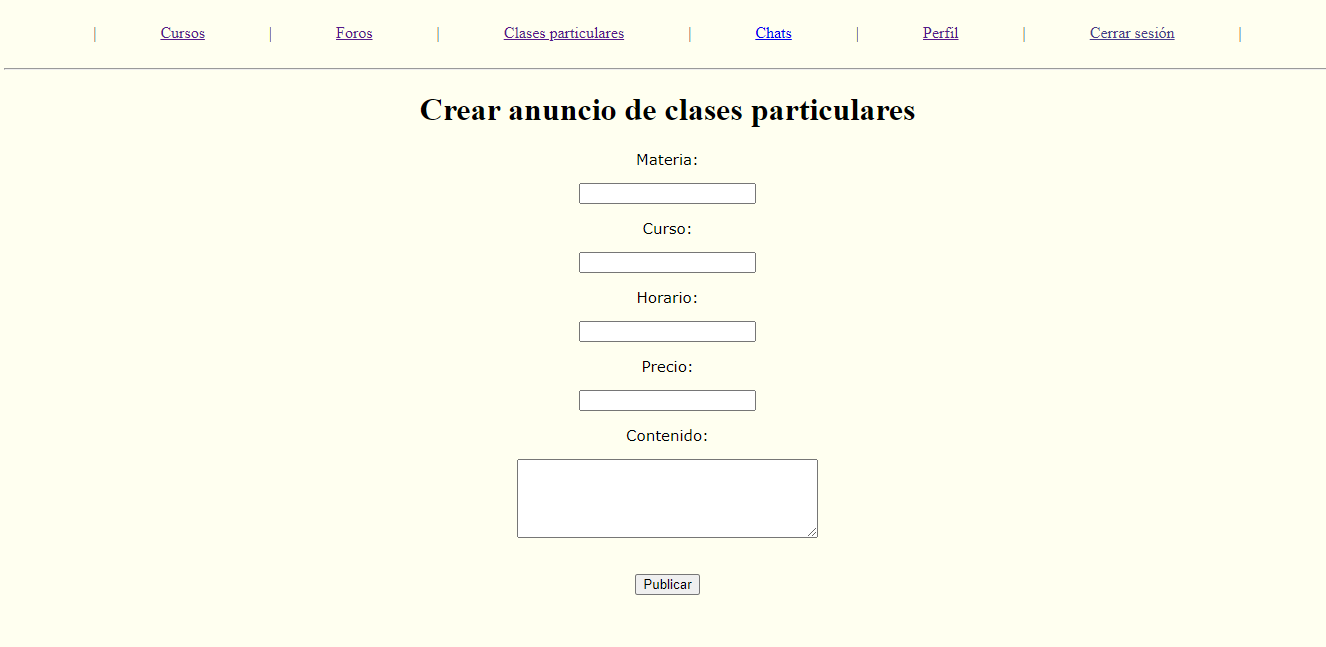 | Cursos | Foros | Clases particulares | Chats | Perfil | Cerrar sesión |
Crear anuncio de clases particulares
Materia:
Curso:
Horario:
Precio:
Contenido:
Publicar